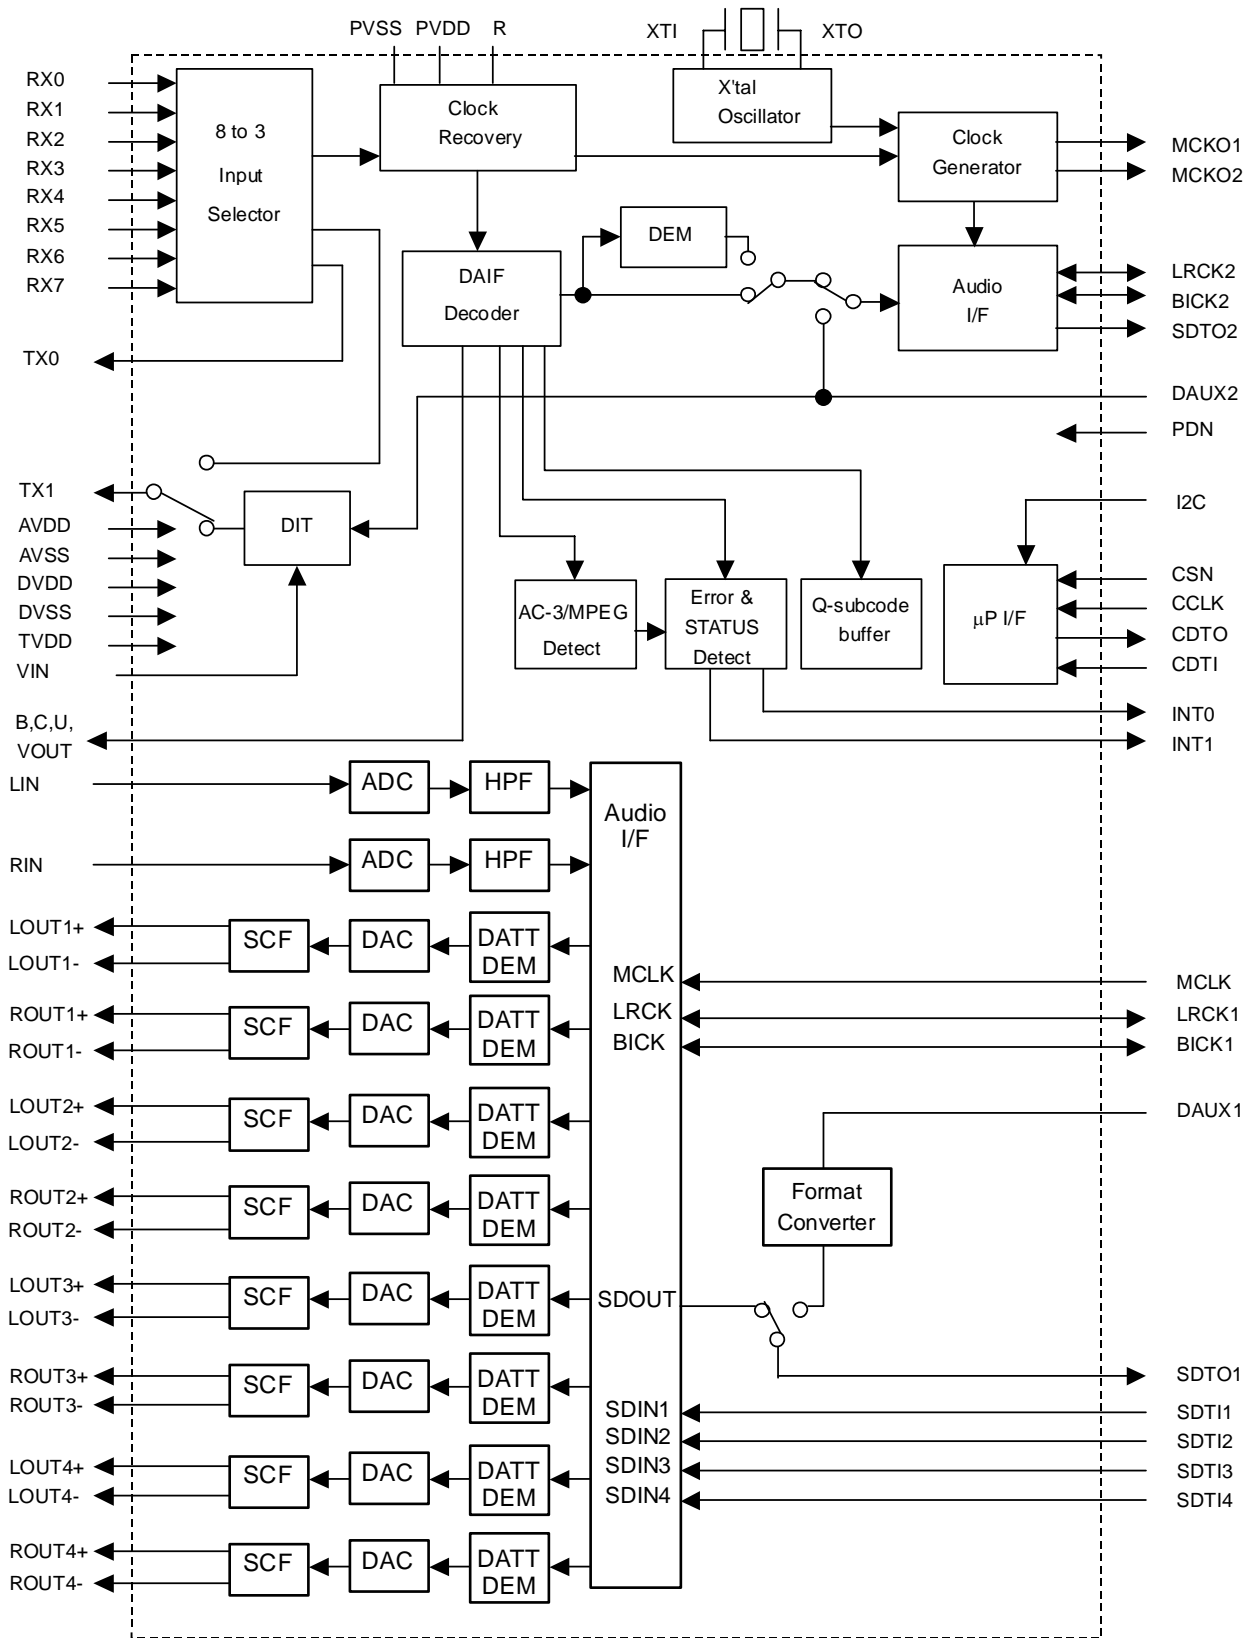 PVSS PVDD R
XTI XTO
RX0
RX1
RX2
RX3
RX4
RX5
RX6
RX7
8 to 3
Input
Selector
Clock
Recovery
X'tal
Oscillator
Clock
Generator
MCKO1
MCKO2
DEM
DAIF
Decoder
Audio
I/F
LRCK2
BICK2
SDTO2
TX0
DAUX2
PDN
TX1
DIT
I2C
AVDD
AVSS
DVDD
DVSS
TVDD
VIN
AC-3/MPEG
Detect
Error &
STATUS
Detect
Q-subcode
buffer
µP I/F
CSN
CCLK
CDTO
CDTI
INT0
INT1
B,C,U,
VOUT
LIN
ADC
HPF
Audio
I/F
RIN
ADC
HPF
LOUT1+
LOUT1-
SCF
DAC
DATT
DEM
MCLK
MCLK
ROUT1+
ROUT1-
SCF
DAC
DATT
DEM
LRCK
LRCK1
BICK
BICK1
LOUT2+
LOUT2-
SCF
DAC
DATT
DEM
DAUX1
ROUT2+
ROUT2-
SCF
DAC
DATT
DEM
Format
Converter
LOUT3+
LOUT3-
SCF
DAC
DATT
DEM
SDOUT
ROUT3+
ROUT3-
SCF
DAC
DATT
DEM
SDTO1
SDIN1
SDTI1
SDIN2
SDTI2
SDIN3
SDTI3
SDIN4
SDTI4
LOUT4+
LOUT4-
SCF
DAC
DATT
DEM
ROUT4+
ROUT4-
SCF
DAC
DATT
DEM